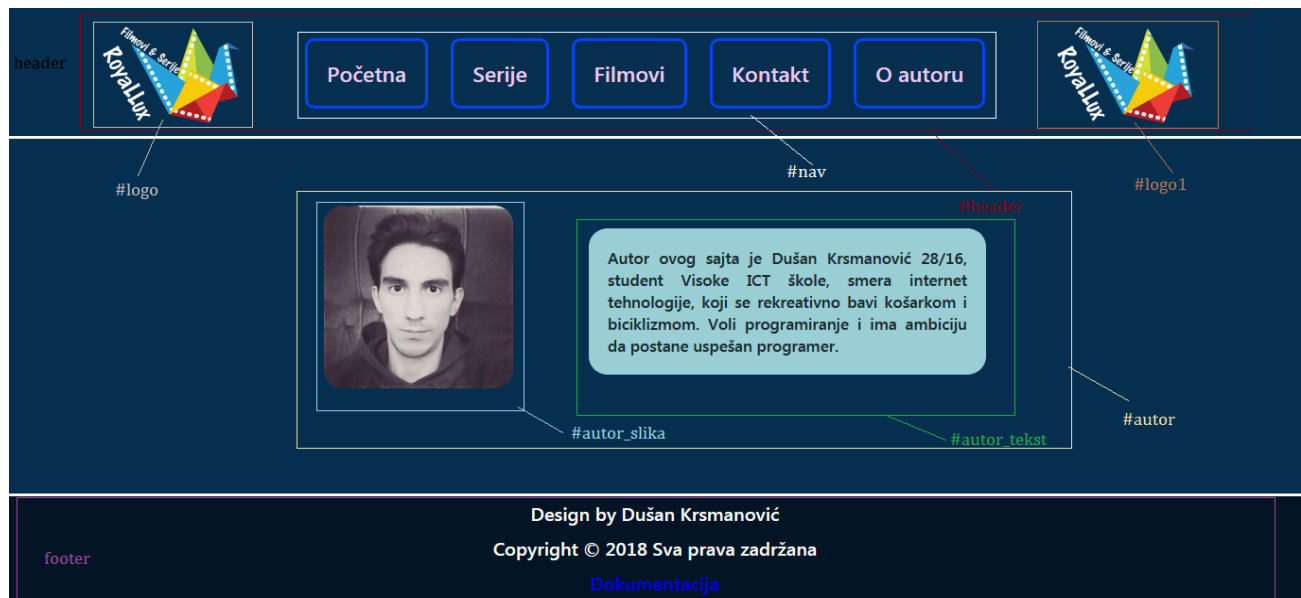 header
Filmovi & Serije
RoyalLux
Početna
Serije
Filmovi
Kontakt
O autoru
Filmovi & Serije
RoyalLux
#logo
#nav
#header
#logo1
Autor ovog sajta je Dušan Krsmanović 28/16,
student Visoke ICT škole, smera internet
tehnologije, koji se rekreativno bavi košarkom i
biciklizmom. Voli programiranje i ima ambiciju
da postane uspešan programer.
#autor_slika
#autor_tekst
#autor
footer
Design by Dušan Krsmanović
Copyright © 2018 Sva prava zadržana
Dokumentacija